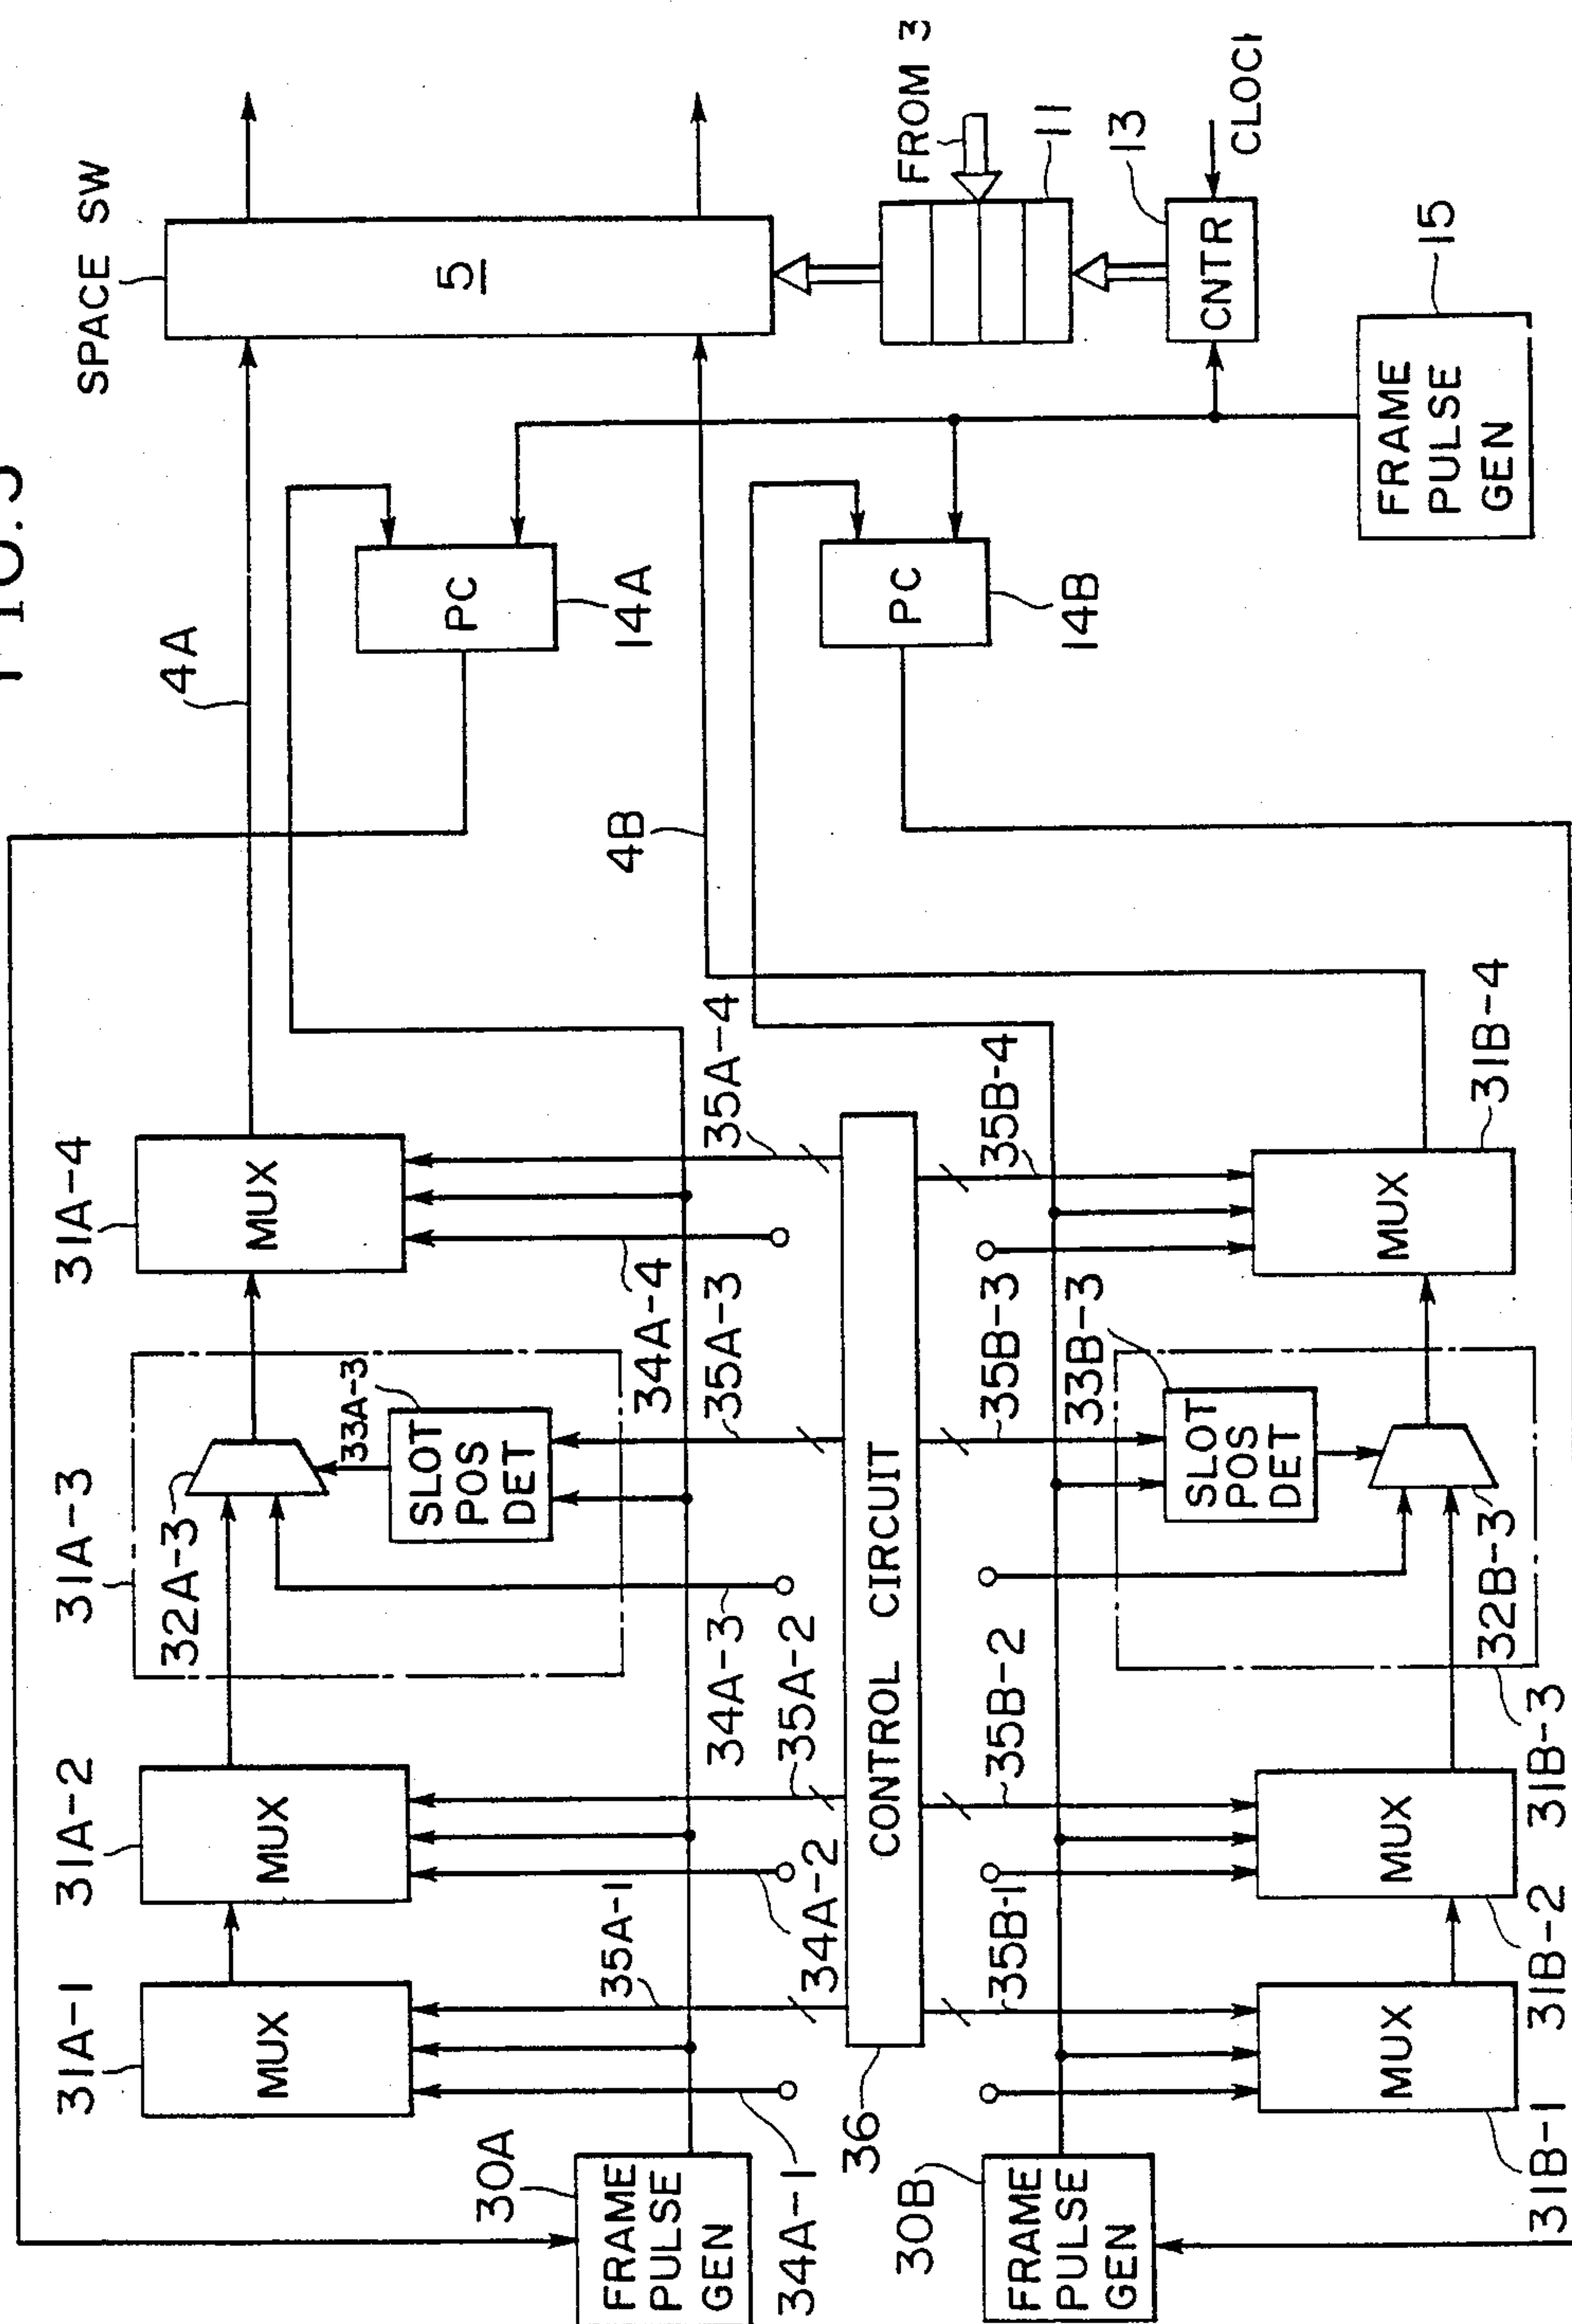 SPACE SW
5
FROM 3
11
13
CNTR
15
FRAME
PULSE
GEN
4A
PC
14A
4B
PC
14B
31A-4
MUX
35A-4
34A-4
31A-3
32A-3
33A-3
SLOT
POS
DET
35A-3
34A-3
31A-2
MUX
35A-2
34A-2
31A-1
MUX
35A-1
34A-1
30A
FRAME
PULSE
GEN
CONTROL CIRCUIT
36
35B-4
31B-4
MUX
35B-3
33B-3
SLOT
POS
DET
32B-3
31B-3
35B-2
MUX
31B-2
35B-1
MUX
31B-1
30B
FRAME
PULSE
GEN